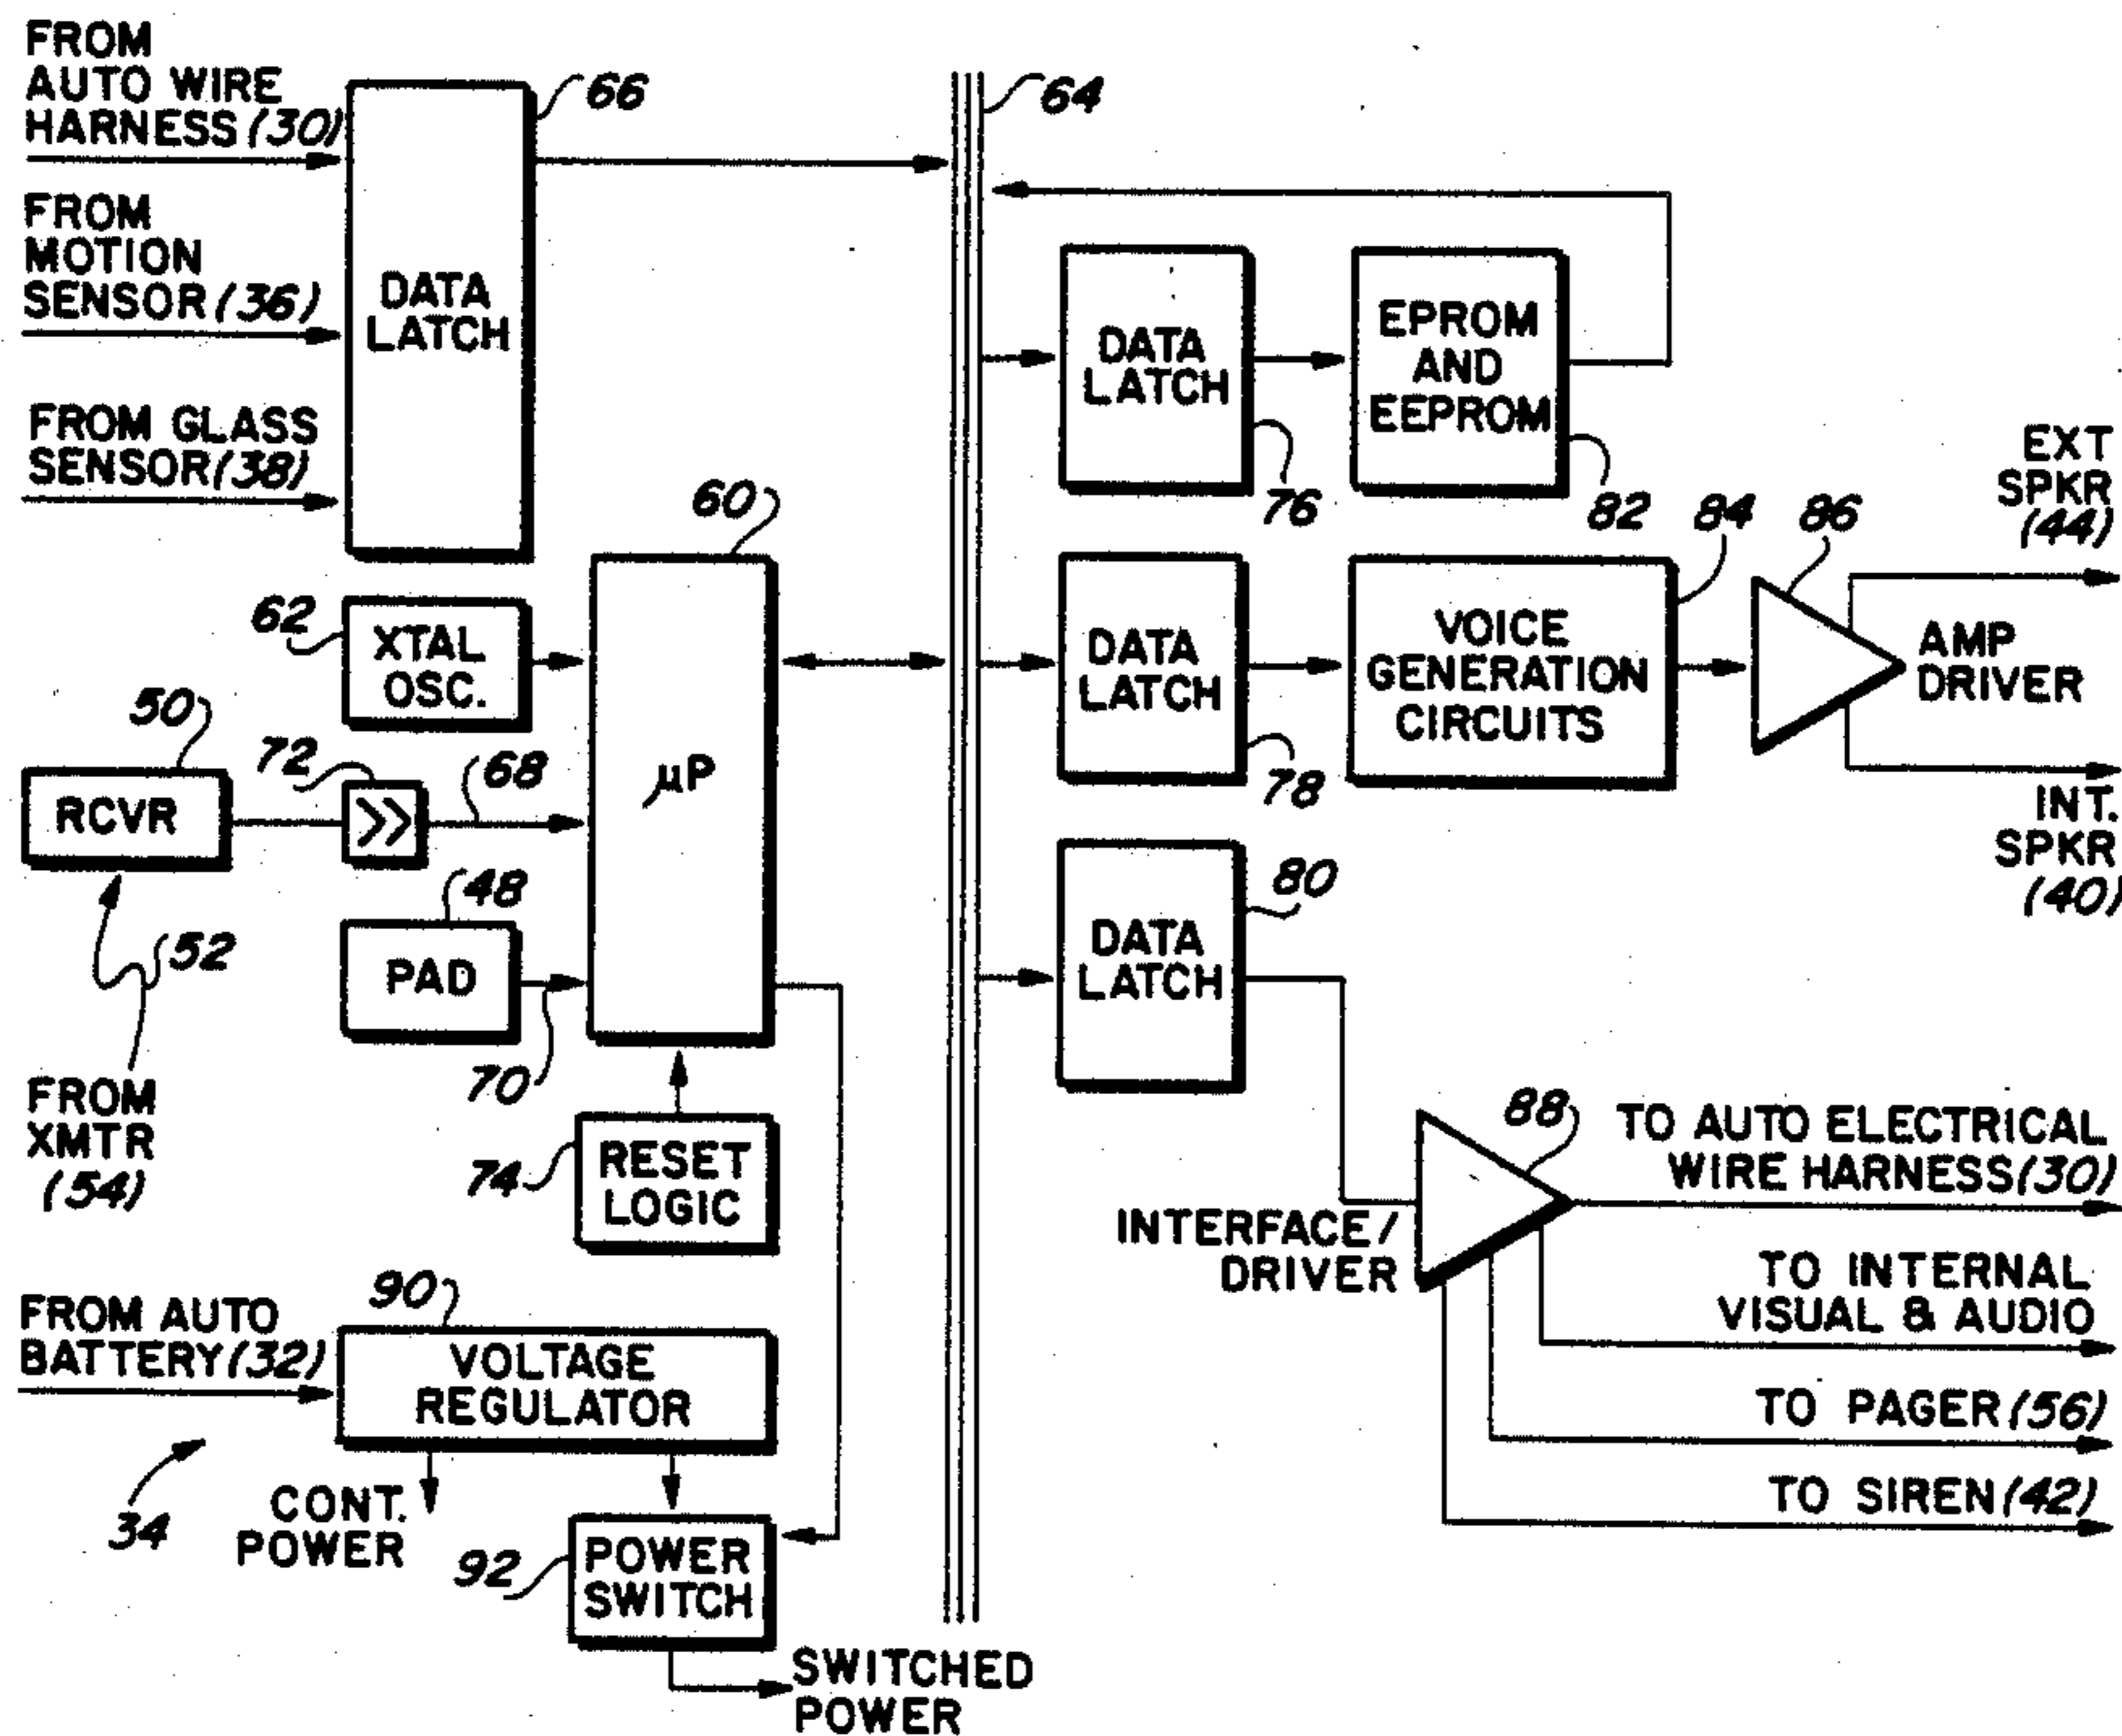 FROM
AUTO WIRE
HARNESS (30)
66
64
FROM
MOTION
SENSOR (36)
DATA
LATCH
FROM GLASS
SENSOR (38)
DATA
LATCH
76
EPROM
AND
EEPROM
82
60
62
XTAL
OSC.
50
RCVR
72
>>
68
µP
DATA
LATCH
78
VOICE
GENERATION
CIRCUITS
84
86
AMP
DRIVER
EXT
SPKR
(44)
INT.
SPKR
(40)
48
PAD
70
52
FROM
XMTR
(54)
74
RESET
LOGIC
DATA
LATCH
80
88
INTERFACE/
DRIVER
TO AUTO ELECTRICAL
WIRE HARNESS (30)
TO INTERNAL
VISUAL & AUDIO
TO PAGER (56)
TO SIREN (42)
FROM AUTO
BATTERY (32)
90
VOLTAGE
REGULATOR
34
CONT.
POWER
92
POWER
SWITCH
SWITCHED
POWER